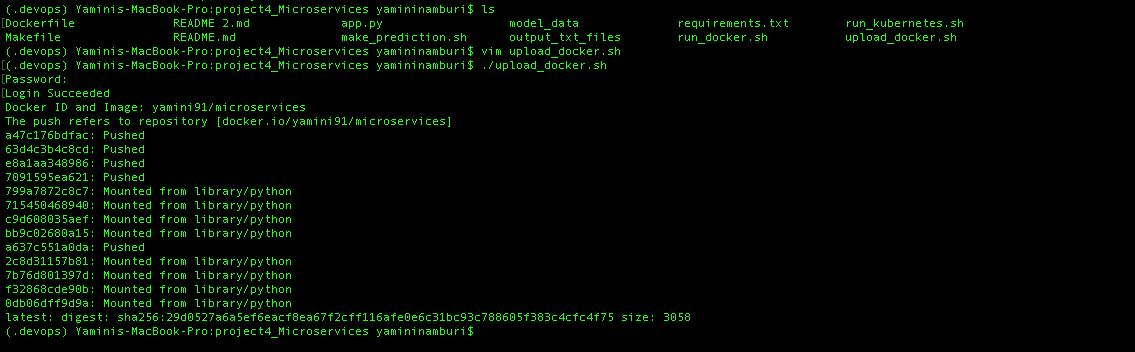 (.devops) Yaminis-MacBook-Pro:project4_Microservices yamininamburi$ ls
Dockerfile README 2.md app.py model_data requirements.txt run_kubernetes.sh
Makefile README.md make_prediction.sh output_txt_files run_docker.sh upload_docker.sh
(.devops) Yaminis-MacBook-Pro:project4_Microservices yamininamburi$ vim upload_docker.sh
(.devops) Yaminis-MacBook-Pro:project4_Microservices yamininamburi$ ./upload_docker.sh
Password:
Login Succeeded
Docker ID and Image: yamini91/microservices
The push refers to repository [docker.io/yamini91/microservices]
a47c176bdfac: Pushed
63d4c3b4c8cd: Pushed
e8a1aa348986: Pushed
7091595ea621: Pushed
799a7872c8c7: Mounted from library/python
715450468940: Mounted from library/python
c9d608035aef: Mounted from library/python
bb9c02680a15: Mounted from library/python
a637c551a0da: Pushed
2c8d31157b81: Mounted from library/python
7b76d801397d: Mounted from library/python
f32868cde90b: Mounted from library/python
0db06dff9d9a: Mounted from library/python
latest: digest: sha256:29d0527a6a5ef6eacf8ea67f2cff116afe0e6c31bc93c788605f383c4cfc4f75 size: 3058
(.devops) Yaminis-MacBook-Pro:project4_Microservices yamininamburi$